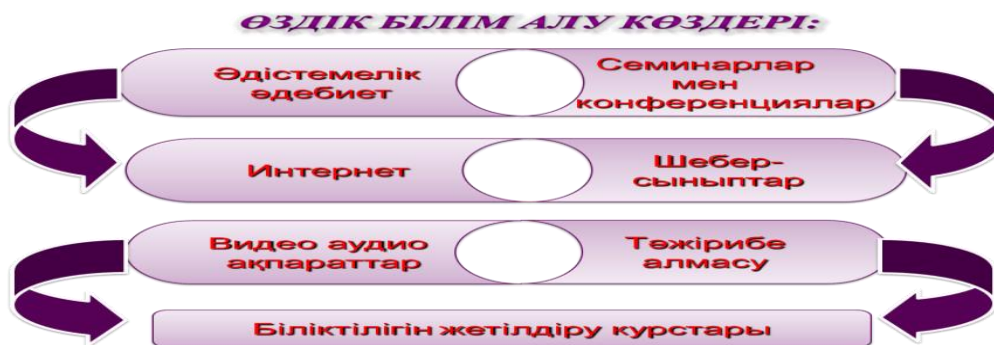 ӨЗДІК БІЛІМ АЛУ КӨЗДЕРІ:
Әдістемелік
әдебиет
Семинарлар
мен
конференциялар
Интернет
Шебер-
сыныптар
Видео аудио
ақпараттар
Тәжірибе
алмасу
Біліктілігін жетілдіру курстары